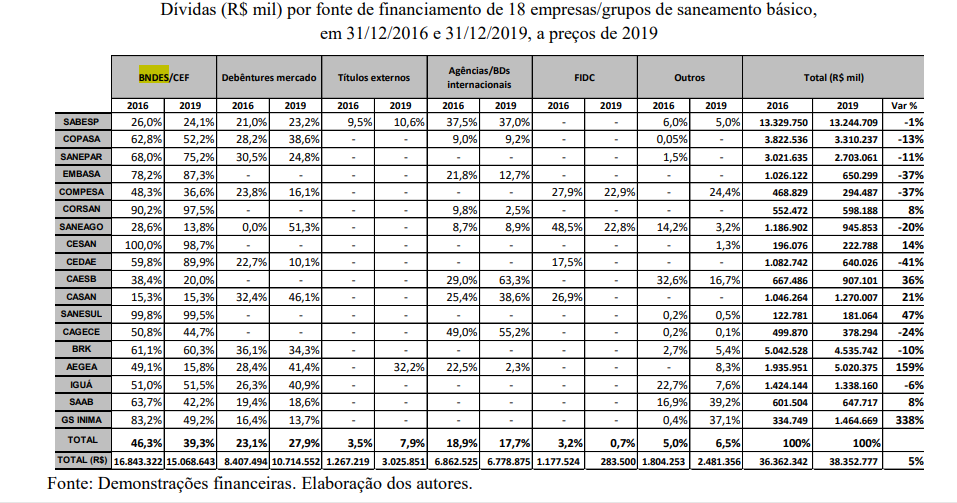 Dívidas (R$ mil) por fonte de financiamento de 18 empresas/grupos de saneamento básico,
em 31/12/2016 e 31/12/2019, a preços de 2019
BNDES/CEF Debêntures mercado Títulos externos Agências/BDs internacionais FIDC Outros Total (R$ mil)
2016 2019 2016 2019 2016 2019 2016 2019 2016 2019 2016 2019 2016 2019 Var %
SABESP 26,0% 24,1% 21,0% 23,2% 9,5% 10,6% 37,5% 37,0% - - 6,0% 5,0% 13.329.750 13.244.709 -1%
COPASA 62,8% 52,2% 28,2% 38,6% - - 9,0% 9,2% - - 0,05% - 3.822.536 3.310.237 -13%
SANEPAR 68,0% 75,2% 30,5% 24,8% - - - - - - 1,5% - 3.021.635 2.703.061 -11%
EMBASA 78,2% 87,3% - - - - 21,8% 12,7% - - - - 1.026.122 650.299 -37%
COMPESA 48,3% 36,6% 23,8% 16,1% - - - - 27,9% 22,9% - 24,4% 468.829 294.487 -37%
CORSAN 90,2% 97,5% - - - - 9,8% 2,5% - - - - 552.472 598.188 8%
SANEAGO 28,6% 13,8% 0,0% 51,3% - - 8,7% 8,9% 48,5% 22,8% 14,2% 3,2% 1.186.902 945.853 -20%
CESAN 100,0% 98,7% - - - - - - - - - 1,3% 196.076 222.788 14%
CEDAE 59,8% 89,9% 22,7% 10,1% - - - - 17,5% - - - 1.082.742 640.026 -41%
CAESB 38,4% 20,0% - - - - 29,0% 63,3% - - 32,6% 16,7% 667.486 907.101 36%
CASAN 15,3% 15,3% 32,4% 46,1% - - 25,4% 38,6% 26,9% - - - 1.046.264 1.270.007 21%
SANESUL 99,8% 99,5% - - - - - - - - 0,2% 0,5% 122.781 181.064 47%
CAGECE 50,8% 44,7% - - - - 49,0% 55,2% - - 0,2% 0,1% 499.870 378.294 -24%
BRK 61,1% 60,3% 36,1% 34,3% - - - - - - 2,7% 5,4% 5.042.528 4.535.742 -10%
AEGEA 49,1% 15,8% 28,4% 41,4% - 32,2% 22,5% 2,3% - - - 8,3% 1.935.951 5.020.375 159%
IGUÁ 51,0% 51,5% 26,3% 40,9% - - - - - - 22,7% 7,6% 1.424.144 1.338.160 -6%
SAAB 63,7% 42,2% 19,4% 18,6% - - - - - - 16,9% 39,2% 601.504 647.717 8%
GS INIMA 83,2% 49,2% 16,4% 13,7% - - - - - - 0,4% 37,1% 334.749 1.464.669 338%
TOTAL 46,3% 39,3% 23,1% 27,9% 3,5% 7,9% 18,9% 17,7% 3,2% 0,7% 5,0% 6,5% 100% 100%
TOTAL (R$) 16.843.322 15.068.643 8.407.494 10.714.552 1.267.219 3.025.851 6.862.525 6.778.875 1.177.524 283.500 1.804.253 2.481.356 36.362.342 38.352.777 5%
Fonte: Demonstrações financeiras. Elaboração dos autores.